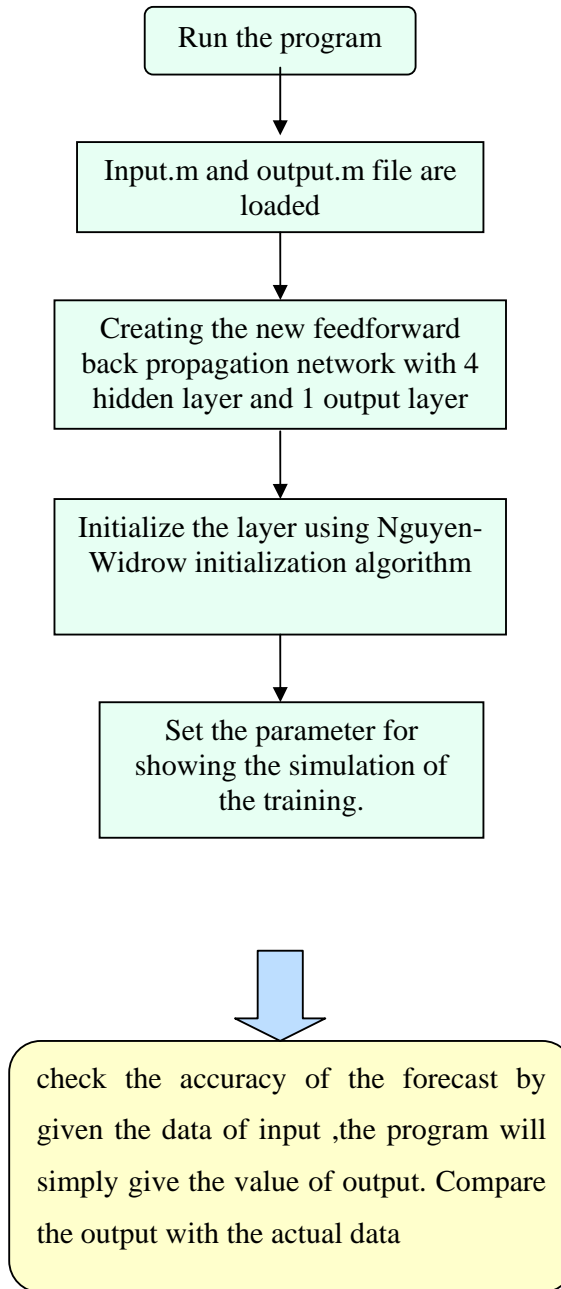 Run the program
Input.m and output.m file are
loaded
Creating the new feedforward
back propagation network with 4
hidden layer and 1 output layer
Initialize the layer using Nguyen-
Widrow initialization algorithm
Set the parameter for
showing the simulation of
the training.
check the accuracy of the forecast by
given the data of input ,the program will
simply give the value of output. Compare
the output with the actual data